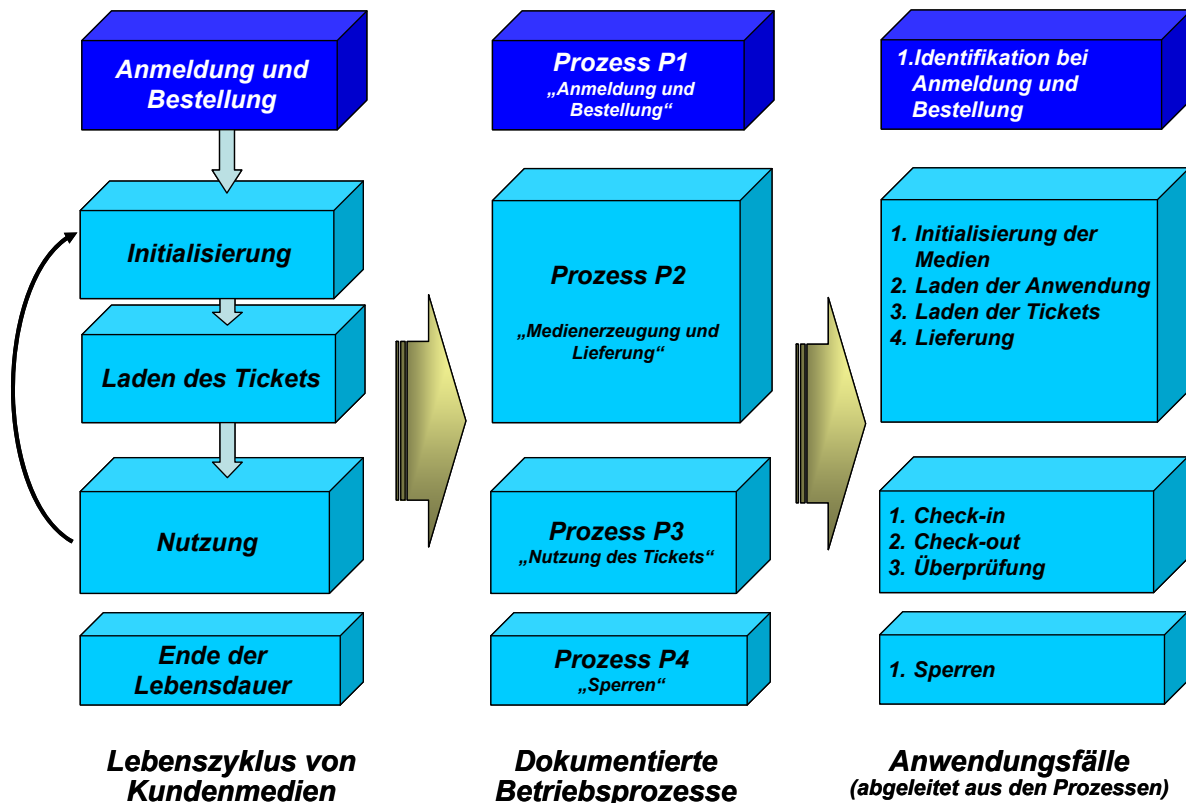 Anmeldung und
Bestellung
Initialisierung
Laden des Tickets
Nutzung
Ende der
Lebensdauer
Lebenszyklus von
Kundenmedien
Prozess P1
„Anmeldung und
Bestellung“
Prozess P2
„Medienerzeugung und
Lieferung“
Prozess P3
„Nutzung des Tickets“
Prozess P4
„Sperren“
Dokumentierte
Betriebsprozesse
1.Identifikation bei
Anmeldung und
Bestellung
1. Initialisierung der
Medien
2. Laden der Anwendung
3. Laden der Tickets
4. Lieferung
1. Check-in
2. Check-out
3. Überprüfung
1. Sperren
Anwendungsfälle
(abgeleitet aus den Prozessen)